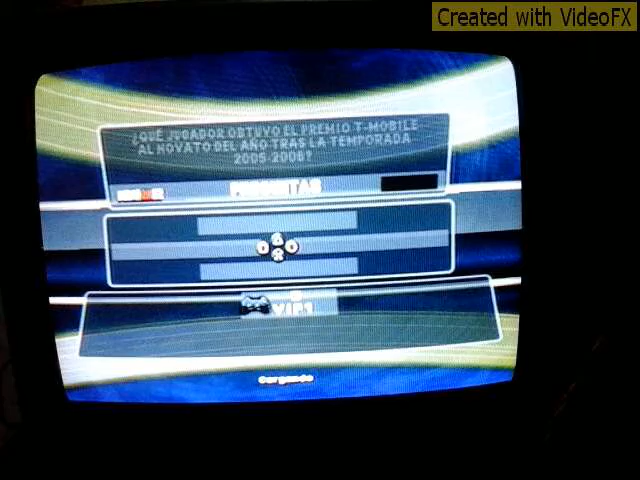 Created with VideoFX
¿QUÉ JUGADOR OBTUVO EL PREMIO T-MOBILE
AL NOVATO DEL AÑO TRAS LA TEMPORADA
2005-2006?
PREGUNTAS
Cargando